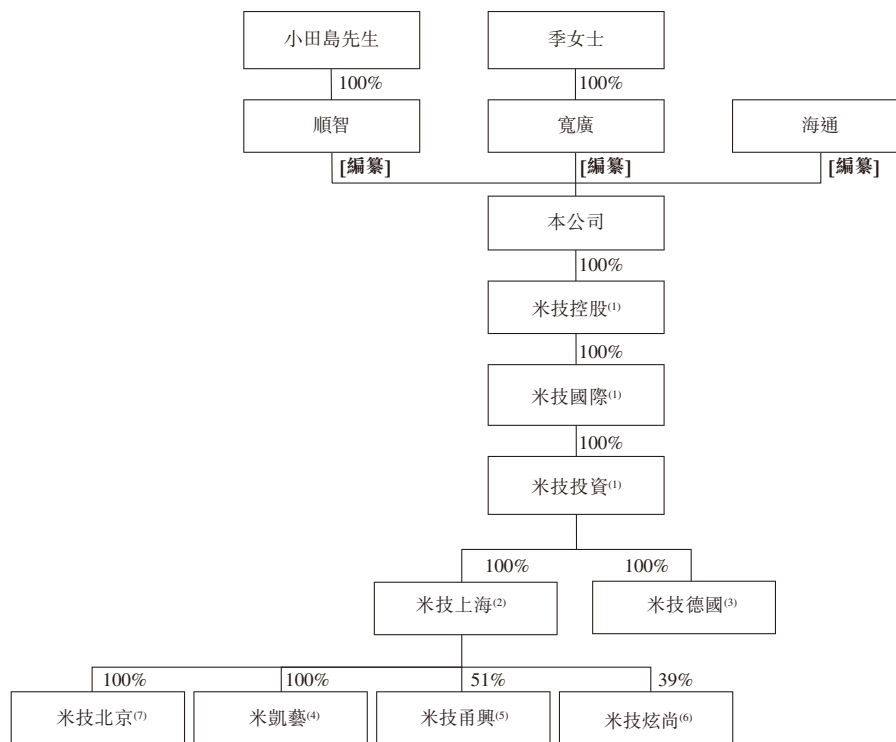 小田島先生
季女士
100%
100%
順智
寬廣
海通
[編纂]
[編纂]
[編纂]
本公司
100%
米技控股(1)
100%
米技國際(1)
100%
米技投資(1)
100%
100%
米技上海(2)
米技德國(3)
100%
100%
51%
39%
米技北京(7)
米凱藝(4)
米技甬興(5)
米技炫尚(6)